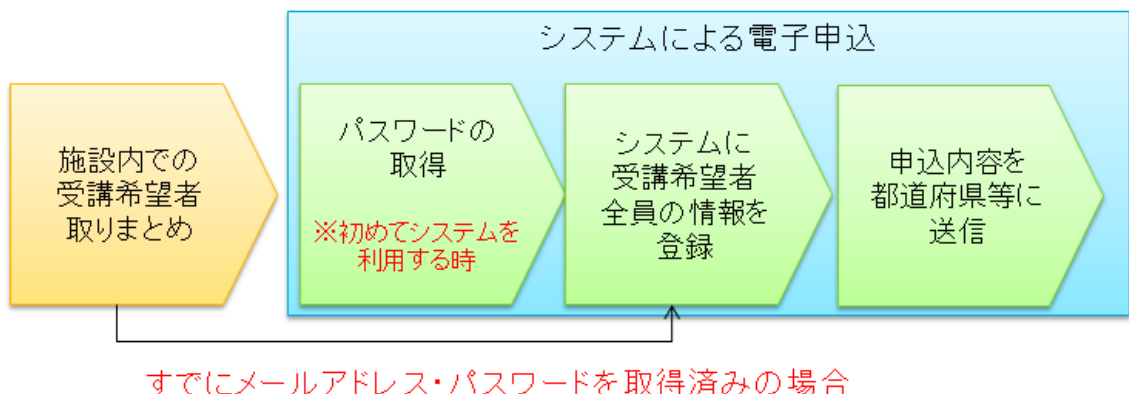 システムによる電子申込
施設内での
受講希望者
取りまとめ
パスワードの
取得
※初めてシステムを
利用する時
システムに
受講希望者
全員の情報を
登録
申込内容を
都道府県等に
送信
すでにメールアドレス・パスワードを取得済みの場合